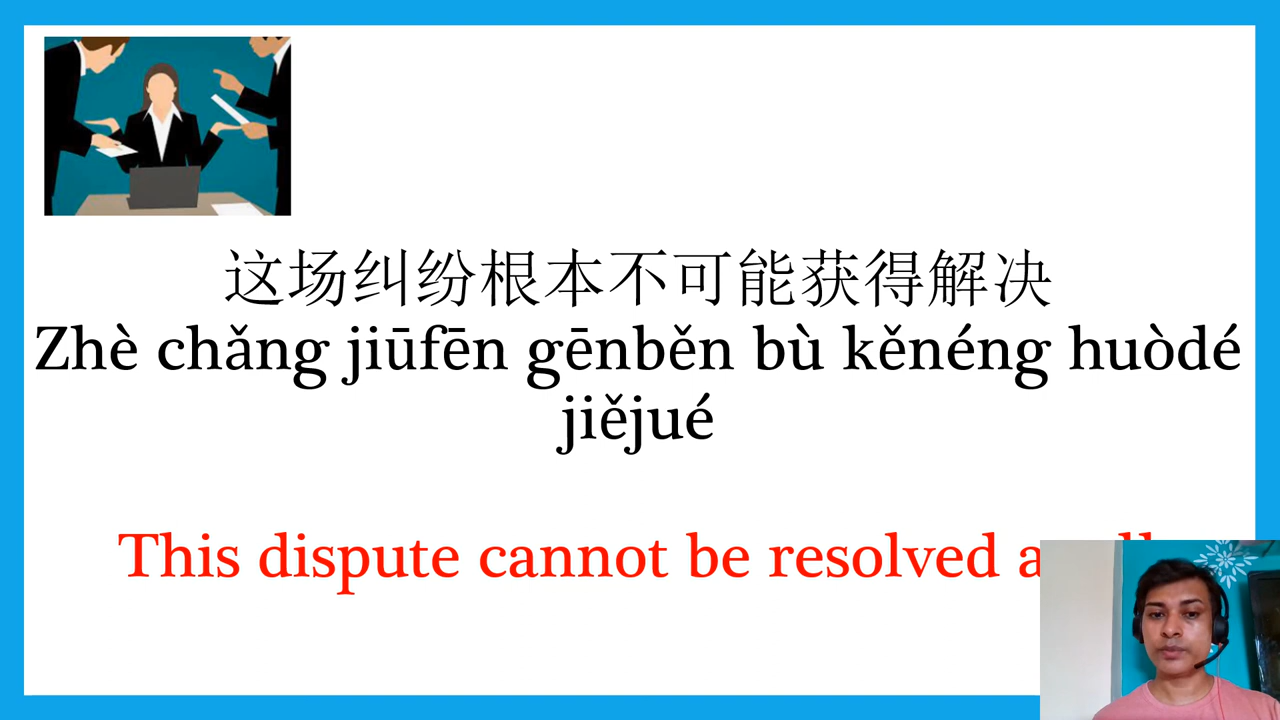 这场纠纷根本不可能获得解决
Zhè chǎng jiūfēn gēnběn bù kěnéng huòdé
jiějué
This dispute cannot be resolved